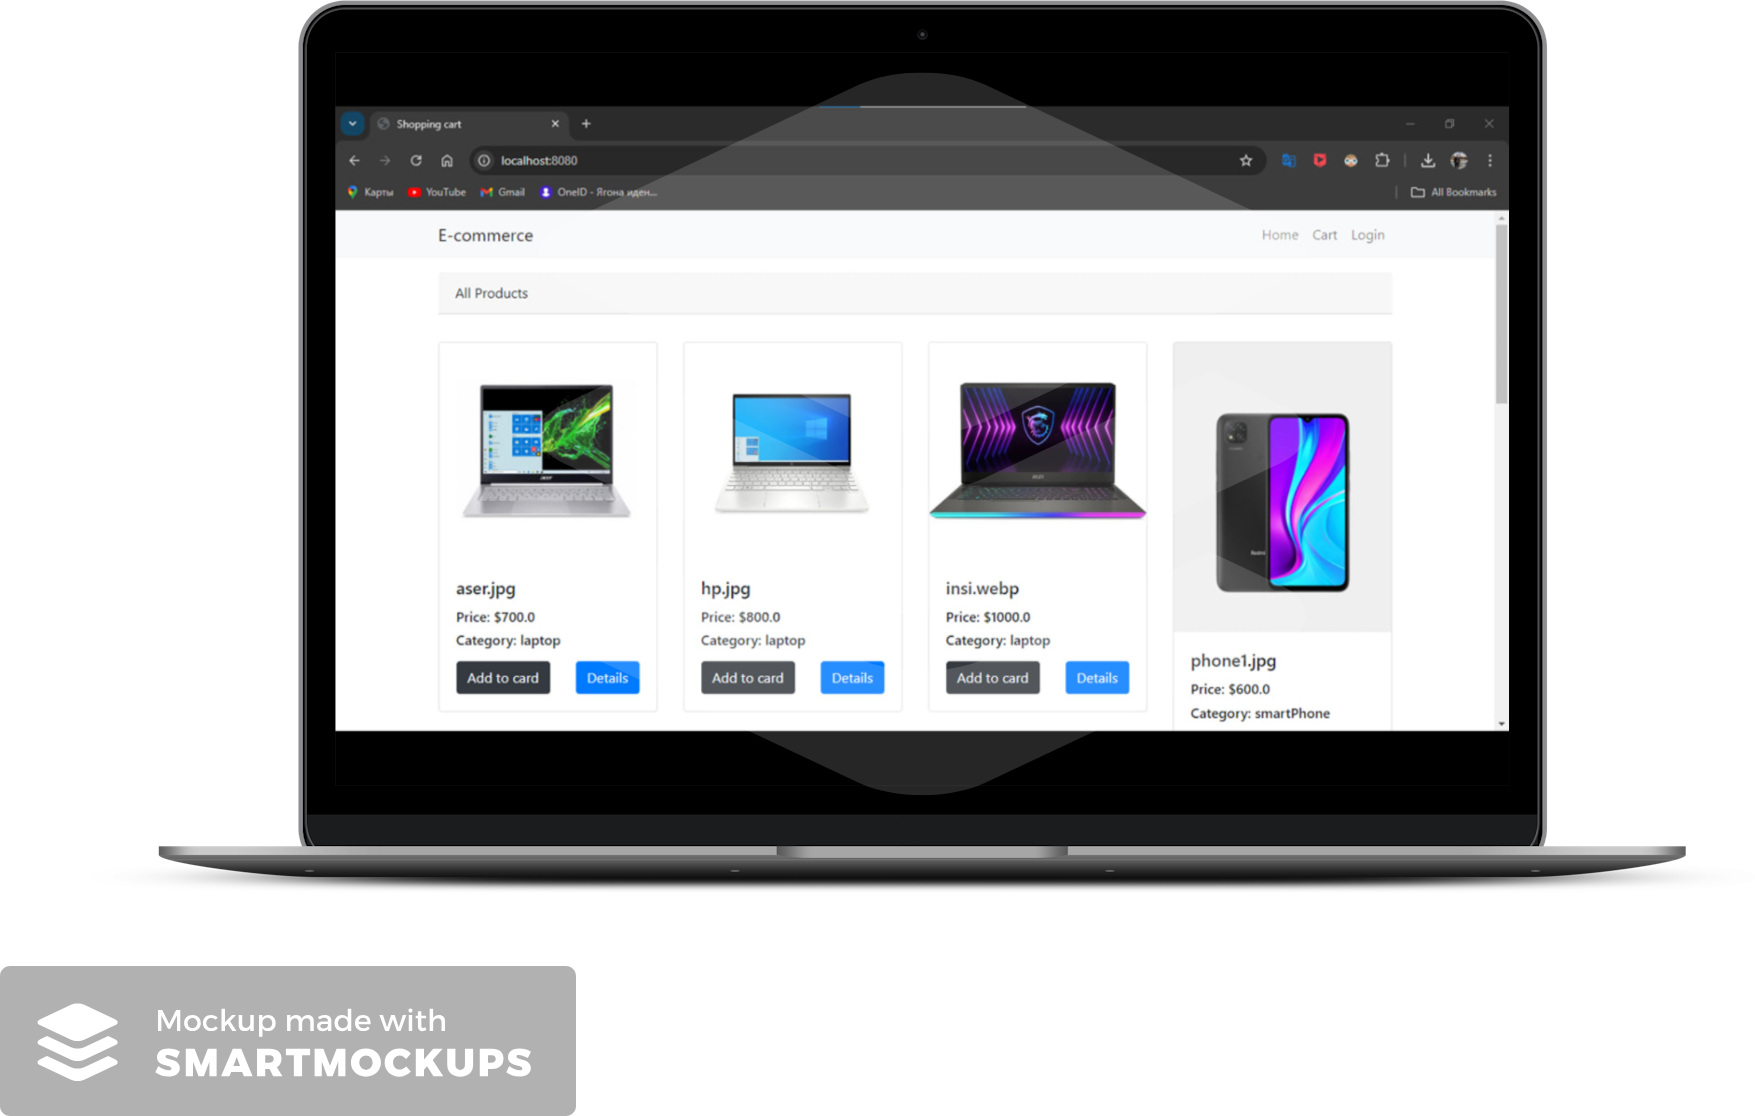 Shopping cart
localhost:8080
Карты YouTube Gmail OneID - Ягона иден... All Bookmarks
E-commerce Home Cart Login
All Products
aser.jpg
Price: $700.0
Category: laptop
Add to card Details
hp.jpg
Price: $800.0
Category: laptop
Add to card Details
insi.webp
Price: $1000.0
Category: laptop
Add to card Details
phone1.jpg
Price: $600.0
Category: smartPhone
Mockup made with
SMARTMOCKUPS